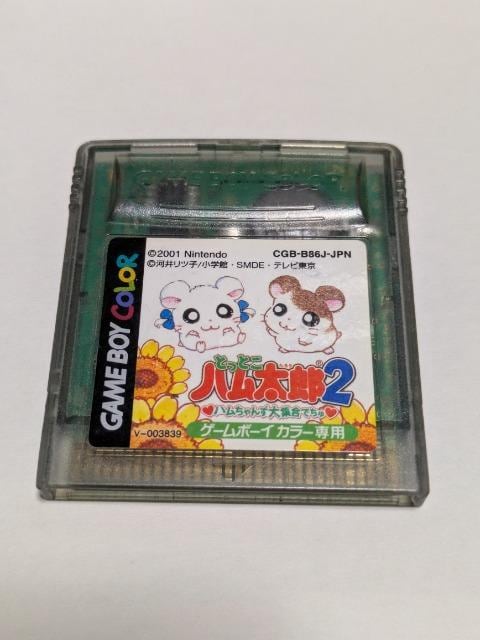 ©2001 Nintendo
CGB-B86J-JPN
©河井リツ子/小学館・SMDE・テレビ東京
GAME BOY COLOR
とっとこ
ハム太郎2
ハムちゃんず大集合でちゅ
ゲームボーイカラー専用
V-003839